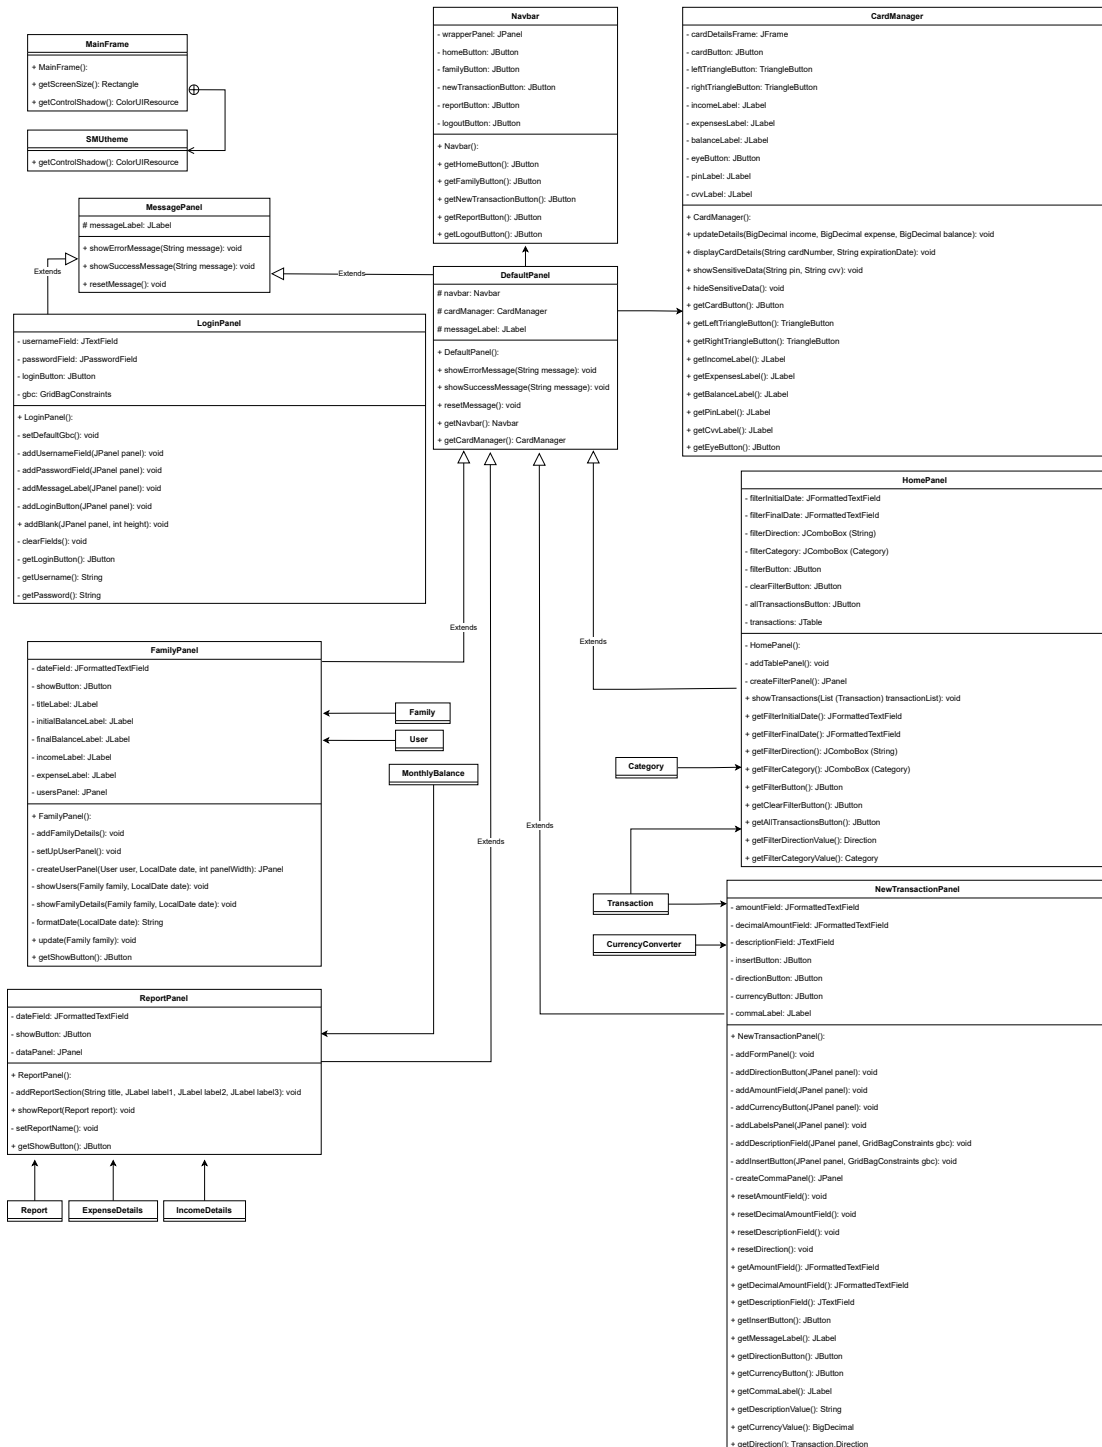 MainFrame
+ MainFrame():
+ getScreenSize(): Rectangle
+ getControlShadow(): ColorUIResource
SMUtheme
+ getControlShadow(): ColorUIResource
MessagePanel
# messageLabel: JLabel
+ showErrorMessage(String message): void
+ showSuccessMessage(String message): void
+ resetMessage(): void
Extends
Extends
LoginPanel
- usernameField: JTextField
- passwordField: JPasswordField
- loginButton: JButton
- gbc: GridBagConstraints
+ LoginPanel():
- setDefaultGbc(): void
- addUsernameField(JPanel panel): void
- addPasswordField(JPanel panel): void
- addMessageLabel(JPanel panel): void
- addLoginButton(JPanel panel): void
+ addBlank(JPanel panel, int height): void
- clearFields(): void
- getLoginButton(): JButton
- getUsername(): String
- getPassword(): String
Navbar
- wrapperPanel: JPanel
- homeButton: JButton
- familyButton: JButton
- newTransactionButton: JButton
- reportButton: JButton
- logoutButton: JButton
+ Navbar():
+ getHomeButton(): JButton
+ getFamilyButton(): JButton
+ getNewTransactionButton(): JButton
+ getReportButton(): JButton
+ getLogoutButton(): JButton
DefaultPanel
# navbar: Navbar
# cardManager: CardManager
# messageLabel: JLabel
+ DefaultPanel():
+ showErrorMessage(String message): void
+ showSuccessMessage(String message): void
+ resetMessage(): void
+ getNavbar(): Navbar
+ getCardManager(): CardManager
CardManager
- cardDetailsFrame: JFrame
- cardButton: JButton
- leftTriangleButton: TriangleButton
- rightTriangleButton: TriangleButton
- incomeLabel: JLabel
- expensesLabel: JLabel
- balanceLabel: JLabel
- eyeButton: JButton
- pinLabel: JLabel
- cvvLabel: JLabel
+ CardManager():
+ updateDetails(BigDecimal income, BigDecimal expense, BigDecimal balance): void
+ displayCardDetails(String cardNumber, String expirationDate): void
+ showSensitiveData(String pin, String cvv): void
+ hideSensitiveData(): void
+ getCardButton(): JButton
+ getLeftTriangleButton(): TriangleButton
+ getRightTriangleButton(): TriangleButton
+ getIncomeLabel(): JLabel
+ getExpensesLabel(): JLabel
+ getBalanceLabel(): JLabel
+ getPinLabel(): JLabel
+ getCvvLabel(): JLabel
+ getEyeButton(): JButton
HomePanel
- filterInitialDate: JFormattedTextField
- filterFinalDate: JFormattedTextField
- filterDirection: JComboBox (String)
- filterCategory: JComboBox (Category)
- filterButton: JButton
- clearFilterButton: JButton
- allTransactionsButton: JButton
- transactions: JTable
- HomePanel():
- addTablePanel(): void
- createFilterPanel(): JPanel
+ showTransactions(List (Transaction) transactionList): void
+ getFilterInitialDate(): JFormattedTextField
+ getFilterFinalDate(): JFormattedTextField
+ getFilterDirection(): JComboBox (String)
+ getFilterCategory(): JComboBox (Category)
+ getFilterButton(): JButton
+ getClearFilterButton(): JButton
+ getAllTransactionsButton(): JButton
+ getFilterDirectionValue(): Direction
+ getFilterCategoryValue(): Category
Extends
Extends
Extends
Extends
FamilyPanel
- dateField: JFormattedTextField
- showButton: JButton
- titleLabel: JLabel
- initialBalanceLabel: JLabel
- finalBalanceLabel: JLabel
- incomeLabel: JLabel
- expenseLabel: JLabel
- usersPanel: JPanel
+ FamilyPanel():
- addFamilyDetails(): void
- setUpUserPanel(): void
- createUserPanel(User user, LocalDate date, int panelWidth): JPanel
- showUsers(Family family, LocalDate date): void
- showFamilyDetails(Family family, LocalDate date): void
- formatDate(LocalDate date): String
+ update(Family family): void
+ getShowButton(): JButton
Family
User
MonthlyBalance
Category
Transaction
CurrencyConverter
ReportPanel
- dateField: JFormattedTextField
- showButton: JButton
- dataPanel: JPanel
+ ReportPanel():
- addReportSection(String title, JLabel label1, JLabel label2, JLabel label3): void
+ showReport(Report report): void
- setReportName(): void
+ getShowButton(): JButton
Report
ExpenseDetails
IncomeDetails
NewTransactionPanel
- amountField: JFormattedTextField
- decimalAmountField: JFormattedTextField
- descriptionField: JTextField
- insertButton: JButton
- directionButton: JButton
- currencyButton: JButton
- commaLabel: JLabel
+ NewTransactionPanel():
- addFormPanel(): void
- addDirectionButton(JPanel panel): void
- addAmountField(JPanel panel): void
- addCurrencyButton(JPanel panel): void
- addLabelsPanel(JPanel panel): void
- addDescriptionField(JPanel panel, GridBagConstraints gbc): void
- addInsertButton(JPanel panel, GridBagConstraints gbc): void
- createCommaPanel(): JPanel
+ resetAmountField(): void
+ resetDecimalAmountField(): void
+ resetDescriptionField(): void
+ resetDirection(): void
+ getAmountField(): JFormattedTextField
+ getDecimalAmountField(): JFormattedTextField
+ getDescriptionField(): JTextField
+ getInsertButton(): JButton
+ getMessageLabel(): JLabel
+ getDirectionButton(): JButton
+ getCurrencyButton(): JButton
+ getCommaLabel(): JLabel
+ getDescriptionValue(): String
+ getCurrencyValue(): BigDecimal
+ getDirection(): Transaction.Direction